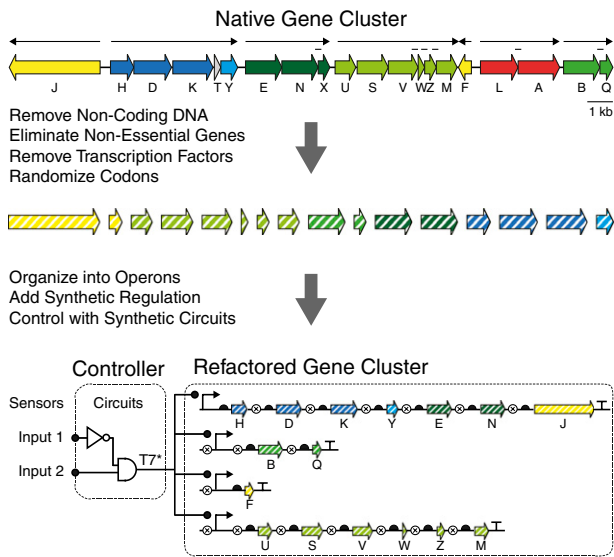 Native Gene Cluster
J H D K T Y E N X U S V W Z M F L A B Q
1 kb
Remove Non-Coding DNA
Eliminate Non-Essential Genes
Remove Transcription Factors
Randomize Codons
Organize into Operons
Add Synthetic Regulation
Control with Synthetic Circuits
Controller
Refactored Gene Cluster
Sensors
Circuits
Input 1
Input 2
T7*
H D K Y E N J
B Q
F
U S V W Z M